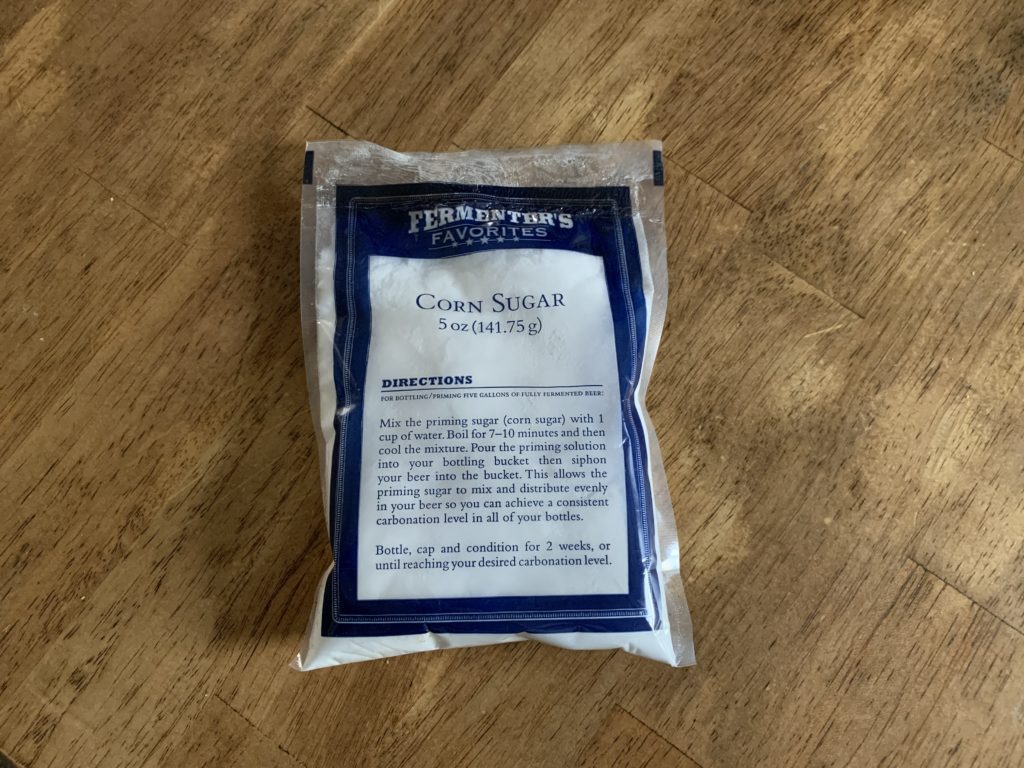 FERMENTER'S
FAVORITES
CORN SUGAR
5 oz (141.75 g)
DIRECTIONS
FOR BOTTLING/PRIMING FIVE GALLONS OF FULLY FERMENTED BEER:
Mix the priming sugar (corn sugar) with 1
cup of water. Boil for 7–10 minutes and then
cool the mixture. Pour the priming solution
into your bottling bucket then siphon
your beer into the bucket. This allows the
priming sugar to mix and distribute evenly
in your beer so you can achieve a consistent
carbonation level in all of your bottles.
Bottle, cap and condition for 2 weeks, or
until reaching your desired carbonation level.